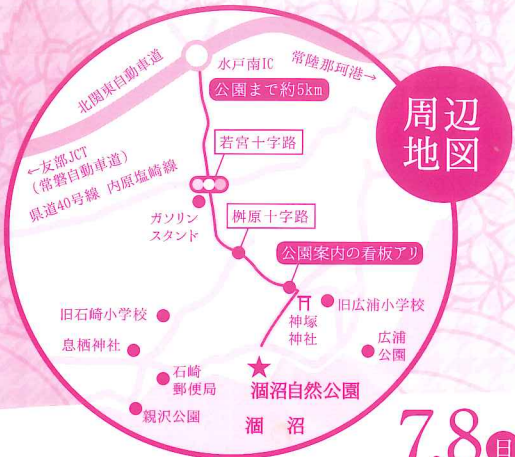 周辺
地図
水戸南IC
常陸那珂港→
北関東自動車道
公園まで約5km
←友部JCT
(常磐自動車道)
県道40号線 内原塩崎線
若宮十字路
ガソリン
スタンド
桝原十字路
公園案内の看板アリ
旧広浦小学校
神塚
神社
旧石崎小学校
息栖神社
広浦
公園
石崎
郵便局
涸沼自然公園
親沢公園
涸沼
7.8日